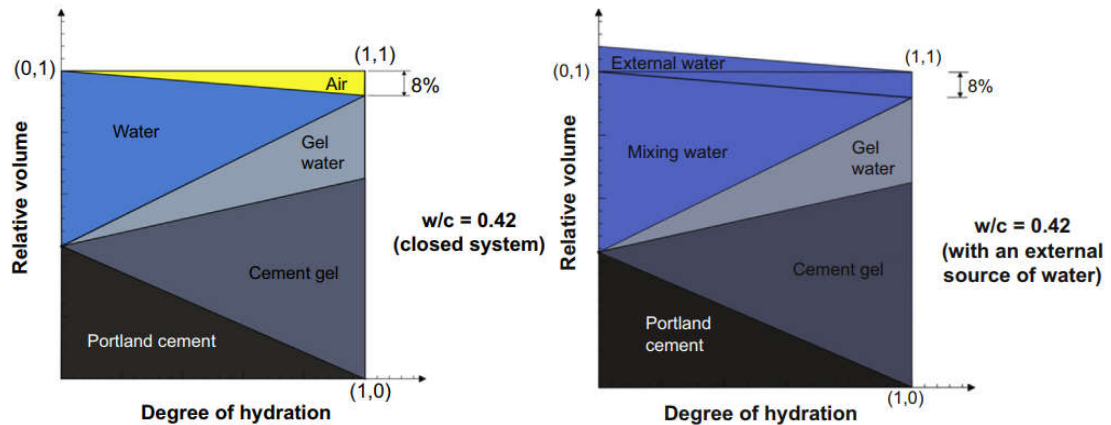 (0,1)
(1,1)
Air
8%
Water
Gel
water
Relative volume
w/c = 0.42
(closed system)
Cement gel
Portland cement
(1,0)
Degree of hydration
External water
(0,1)
(1,1)
8%
Mixing water
Gel
water
Relative volume
w/c = 0.42
(with an external
source of water)
Cement gel
Portland
cement
(1,0)
Degree of hydration